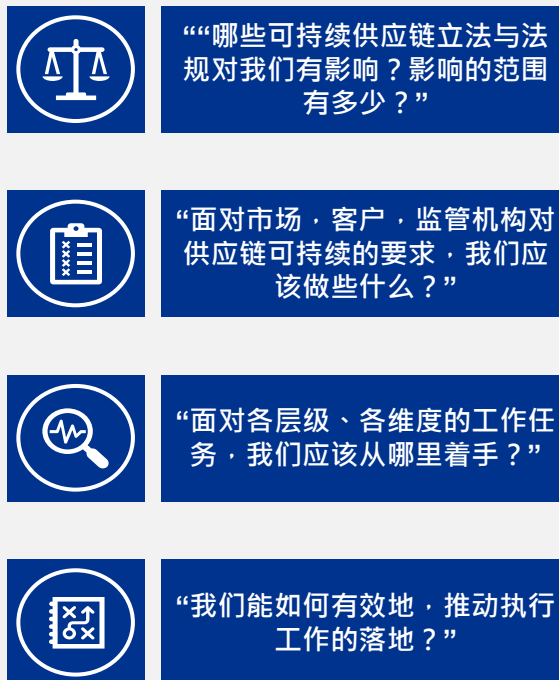 ““哪些可持续供应链立法与法
规对我们有影响？影响的范围
有多少？”
“面对市场，客户，监管机构对
供应链可持续的要求，我们应
该做些什么？”
“面对各层级、各维度的工作任
务，我们应该从哪里着手？”
“我们能如何有效地，推动执行
工作的落地？”